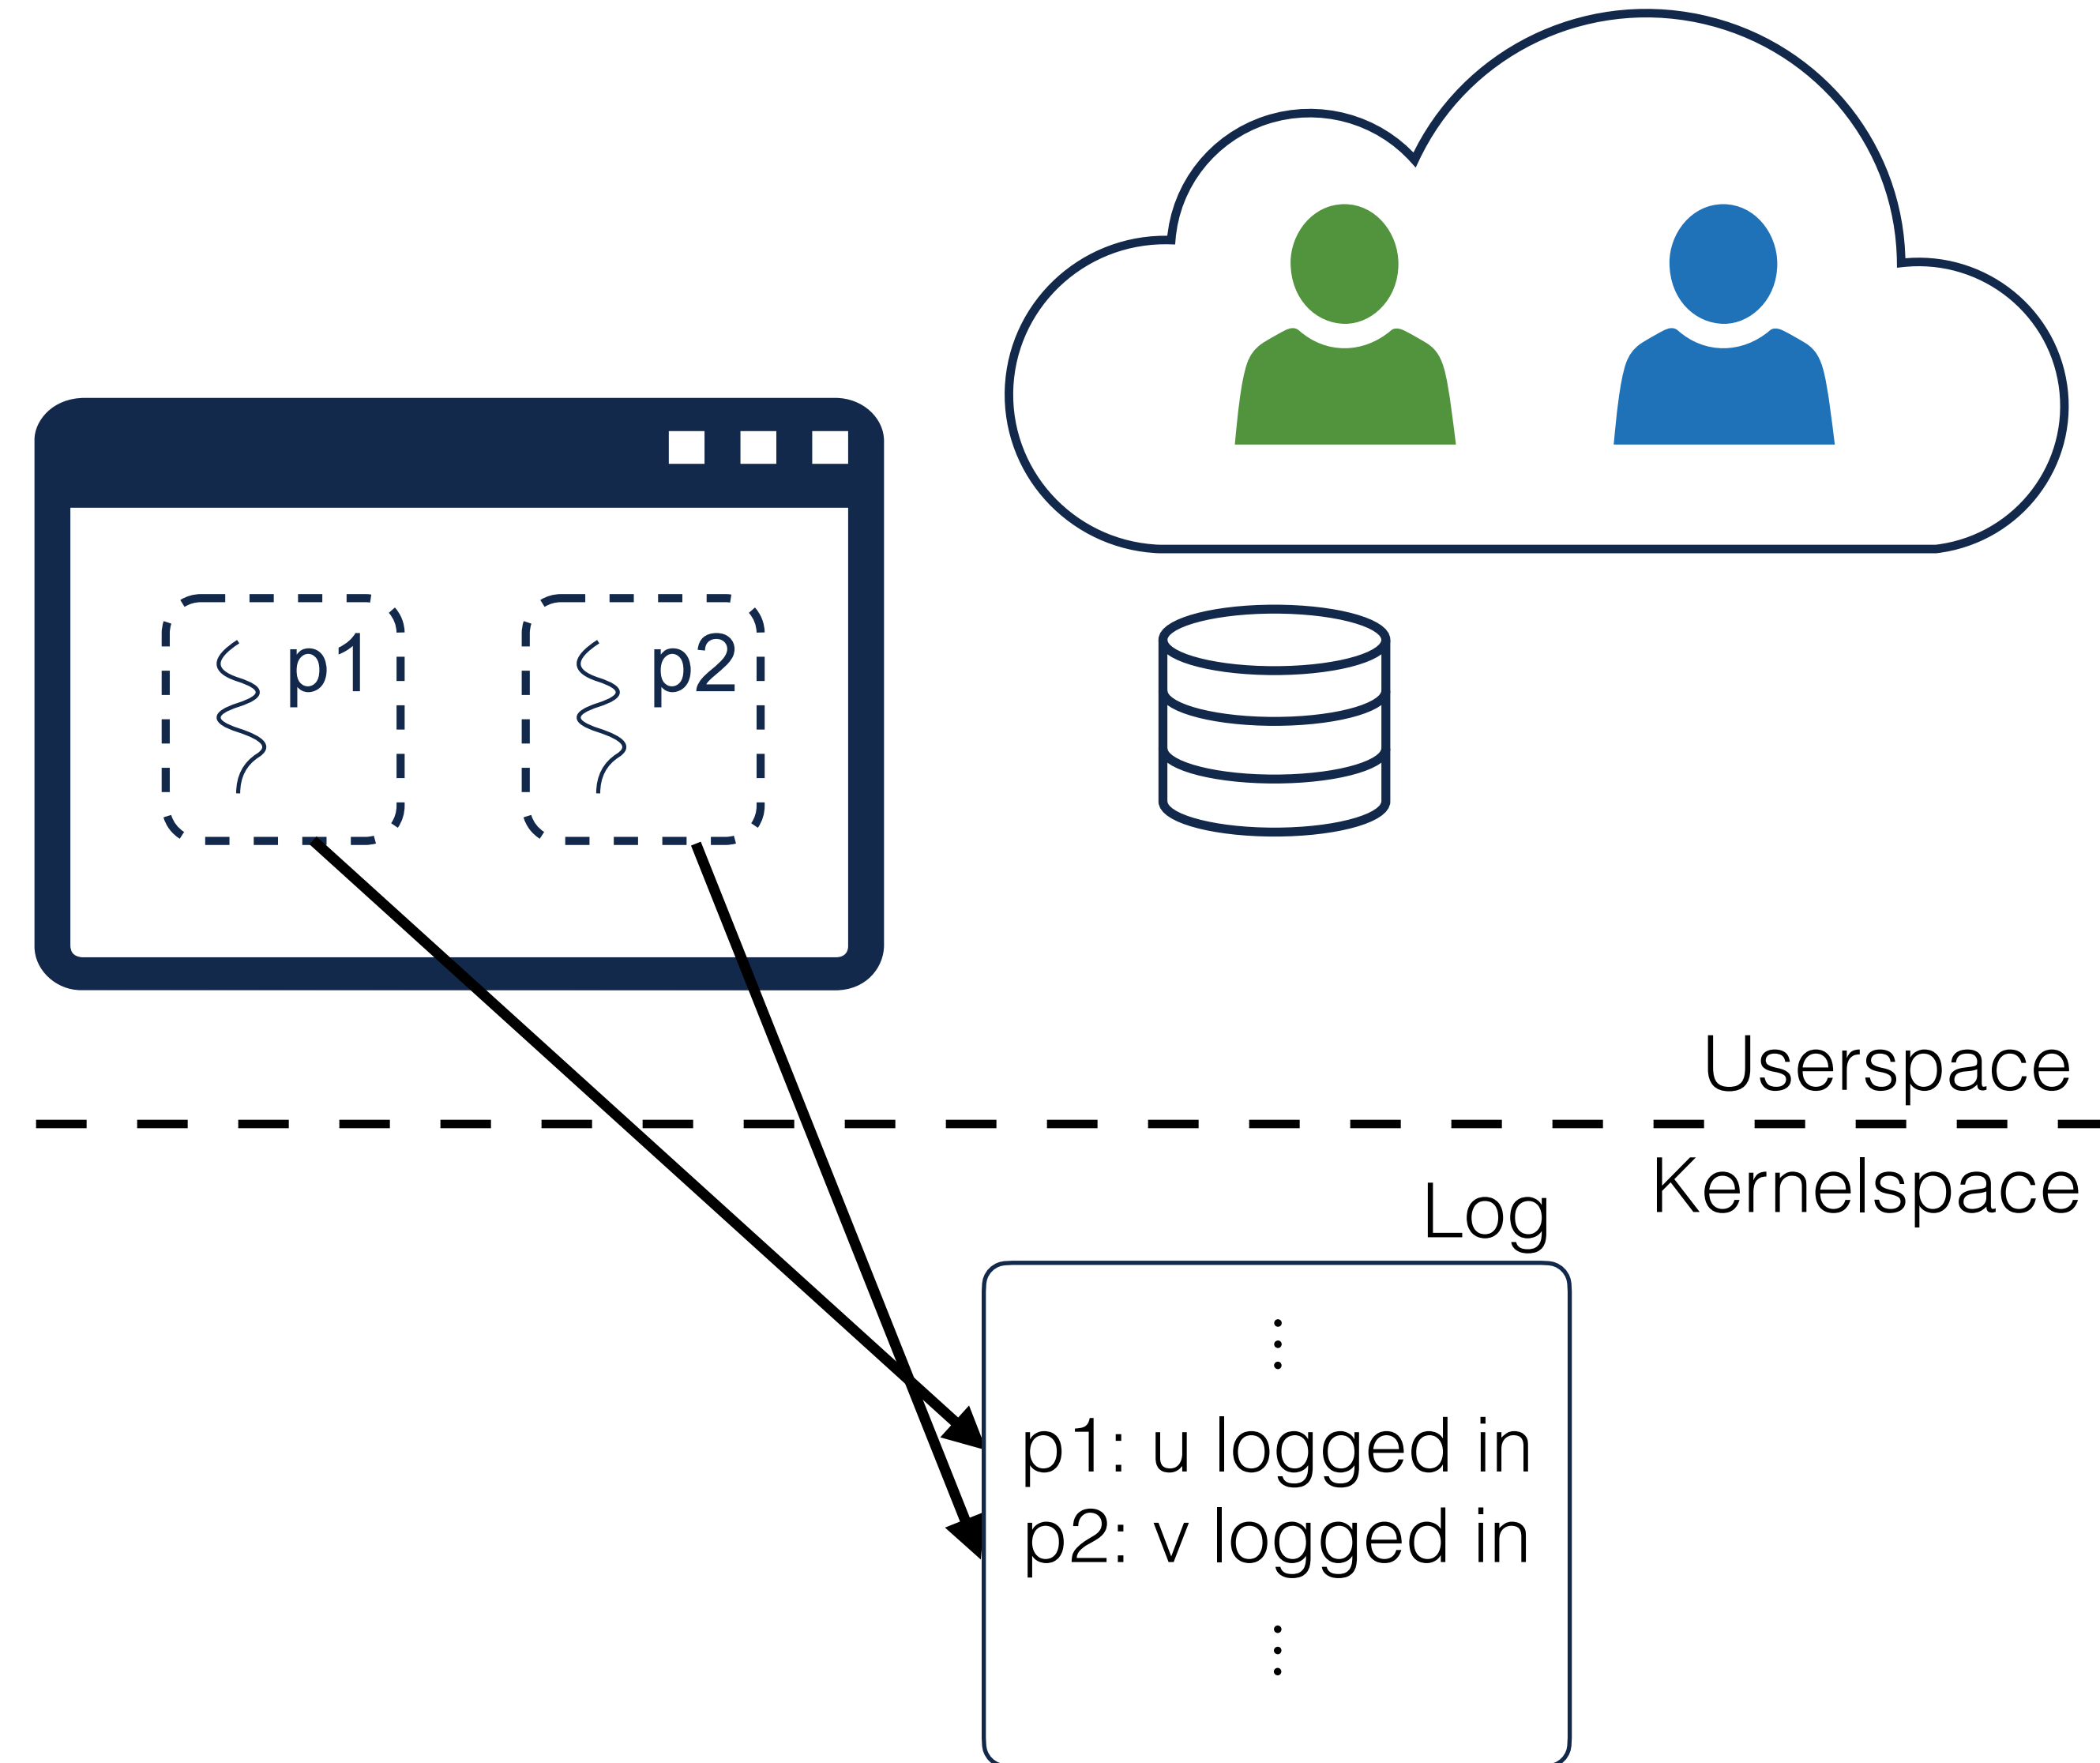 p1
p2
Userspace
Kernelspace
Log
p1: u logged in
p2: v logged in